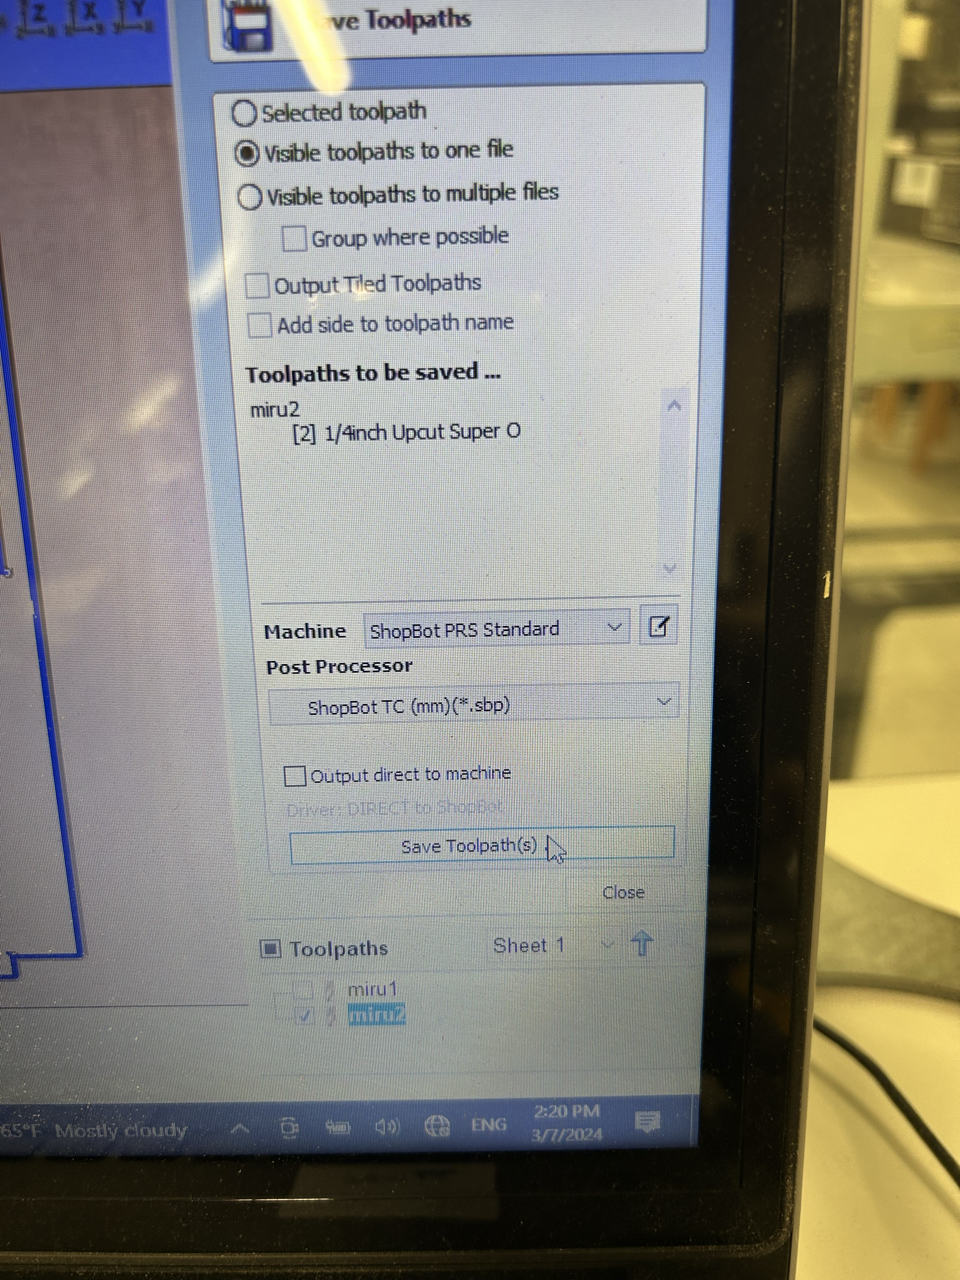 Z X Y
ve Toolpaths
Selected toolpath
Visible toolpaths to one file
Visible toolpaths to multiple files
Group where possible
Output Tiled Toolpaths
Add side to toolpath name
Toolpaths to be saved ...
miru2
[2] 1/4inch Upcut Super O
Machine ShopBot PRS Standard
Post Processor
ShopBot TC (mm)(*.sbp)
Output direct to machine
Driver: DIRECT to ShopBot
Save Toolpath(s)
Close
Toolpaths Sheet 1
miru1
miru2
65°F Mostly cloudy ENG 2:20 PM
3/7/2024